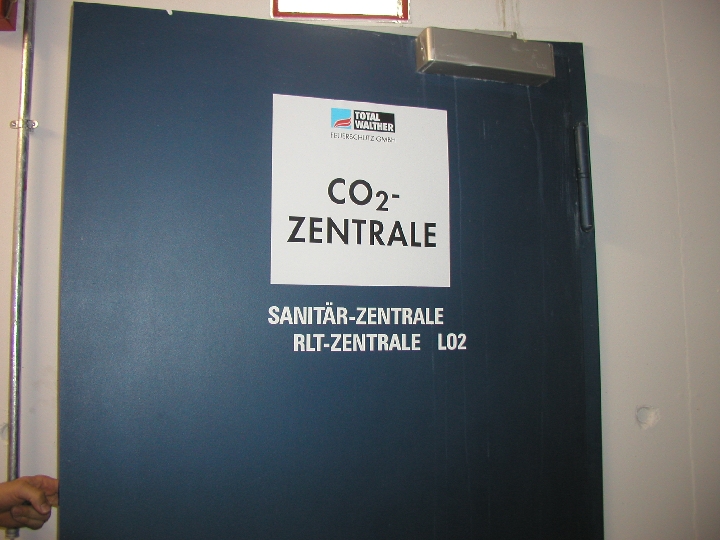 TOTAL
WALTHER
FEUERSCHUTZ GMBH
CO2-
ZENTRALE
SANITÄR-ZENTRALE
RLT-ZENTRALE L02